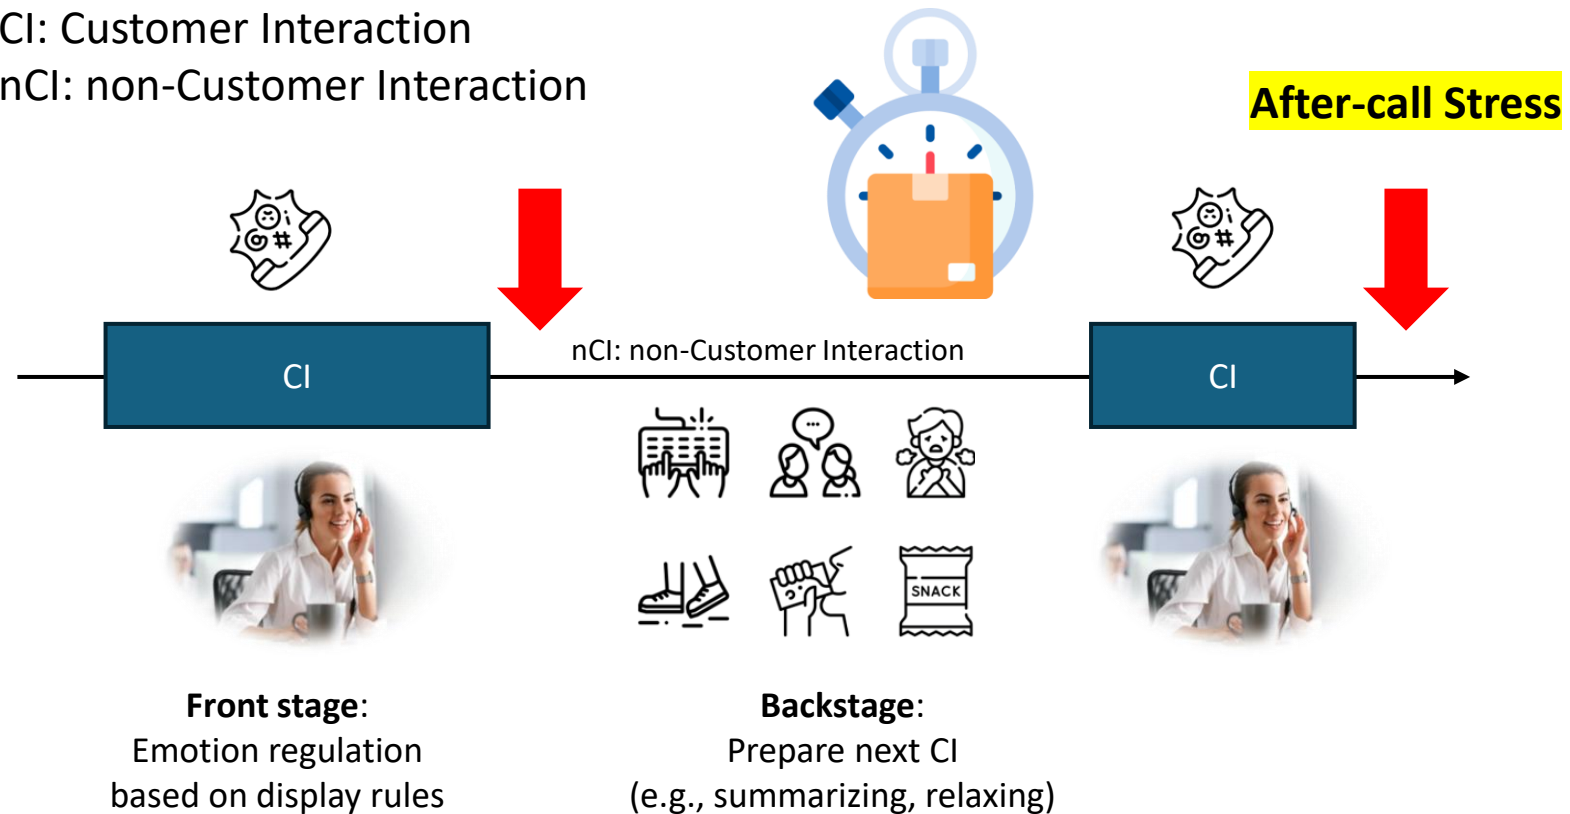 CI: Customer Interaction
nCI: non-Customer Interaction
After-call Stress
CI
nCI: non-Customer Interaction
CI
SNACK
Front stage:
Emotion regulation
based on display rules
Backstage:
Prepare next CI
(e.g., summarizing, relaxing)